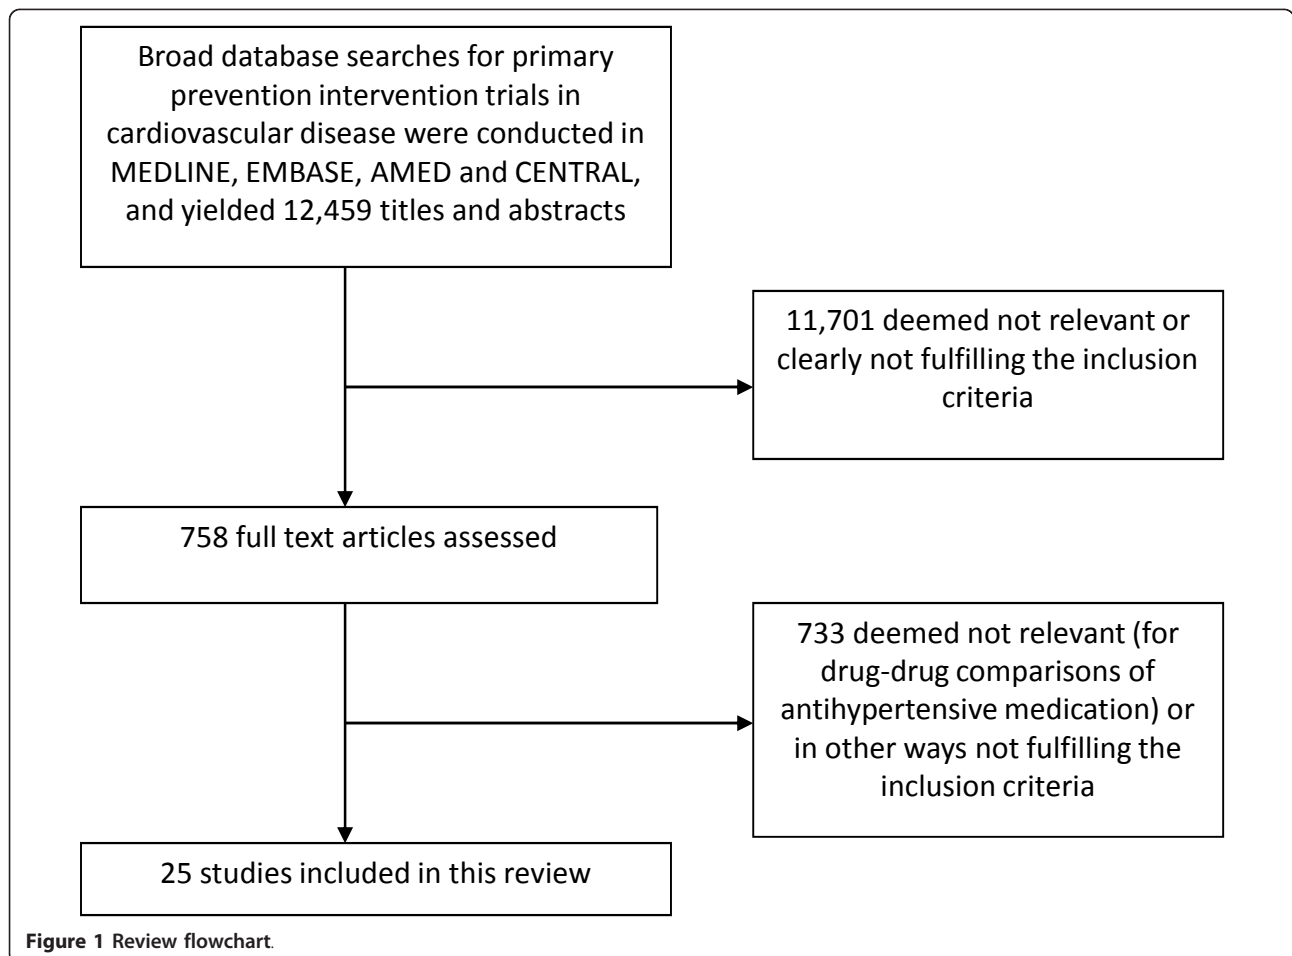 Broad database searches for primary
prevention intervention trials in
cardiovascular disease were conducted in
MEDLINE, EMBASE, AMED and CENTRAL,
and yielded 12,459 titles and abstracts
11,701 deemed not relevant or
clearly not fulfilling the inclusion
criteria
758 full text articles assessed
733 deemed not relevant (for
drug-drug comparisons of
antihypertensive medication) or
in other ways not fulfilling the
inclusion criteria
25 studies included in this review
Figure 1 Review flowchart.